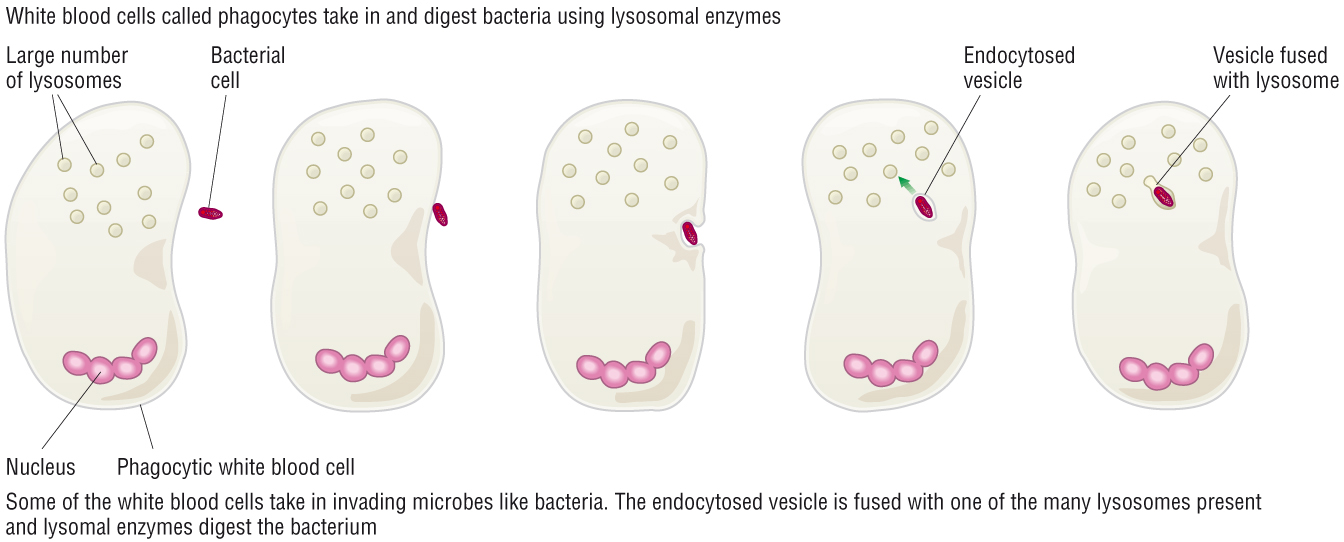 White blood cells called phagocytes take in and digest bacteria using lysosomal enzymes
Large number
of lysosomes
Bacterial
cell
Endocytosed
vesicle
Vesicle fused
with lysosome
Nucleus
Phagocytic white blood cell
Some of the white blood cells take in invading microbes like bacteria. The endocytosed vesicle is fused with one of the many lysosomes present
and lysomal enzymes digest the bacterium